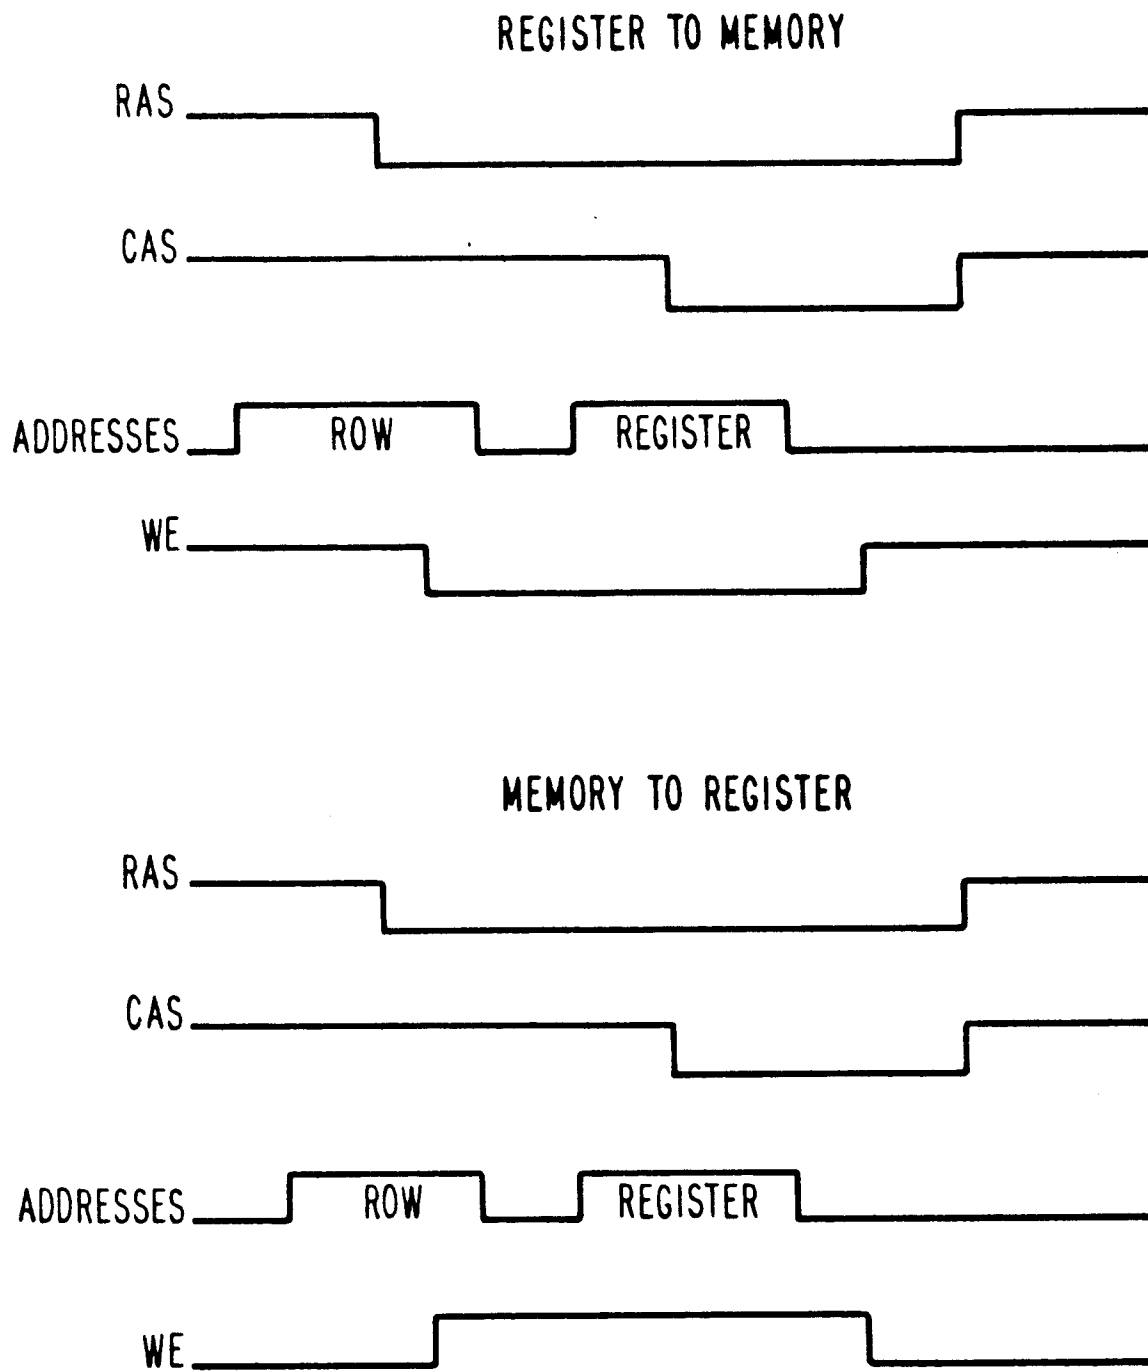 REGISTER TO MEMORY
RAS
CAS
ADDRESSES
ROW
REGISTER
WE
MEMORY TO REGISTER
RAS
CAS
ADDRESSES
ROW
REGISTER
WE